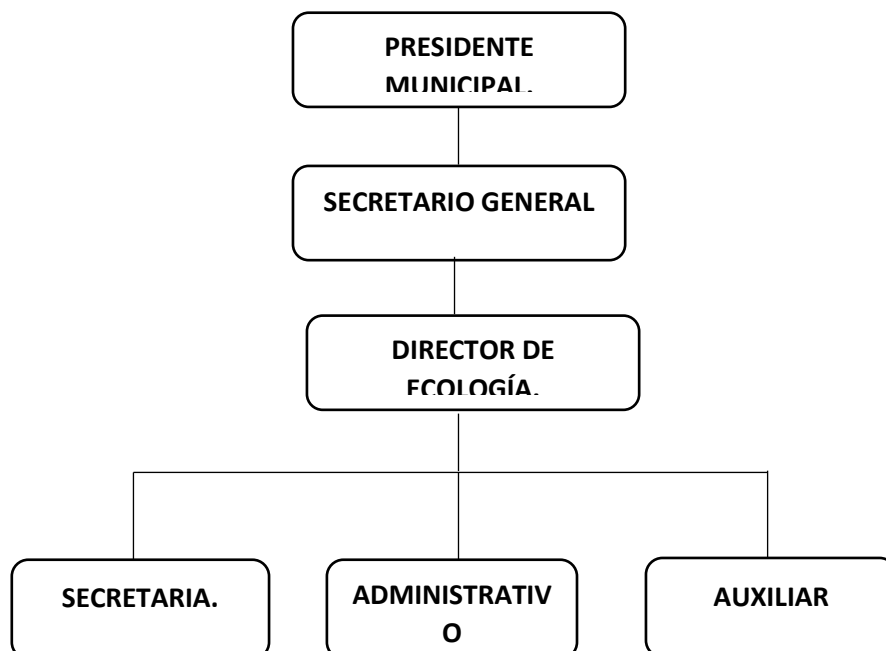 PRESIDENTE
MUNICIPAL.
SECRETARIO GENERAL
DIRECTOR DE
ECOLOGÍA.
SECRETARIA.
ADMINISTRATIV
O
AUXILIAR